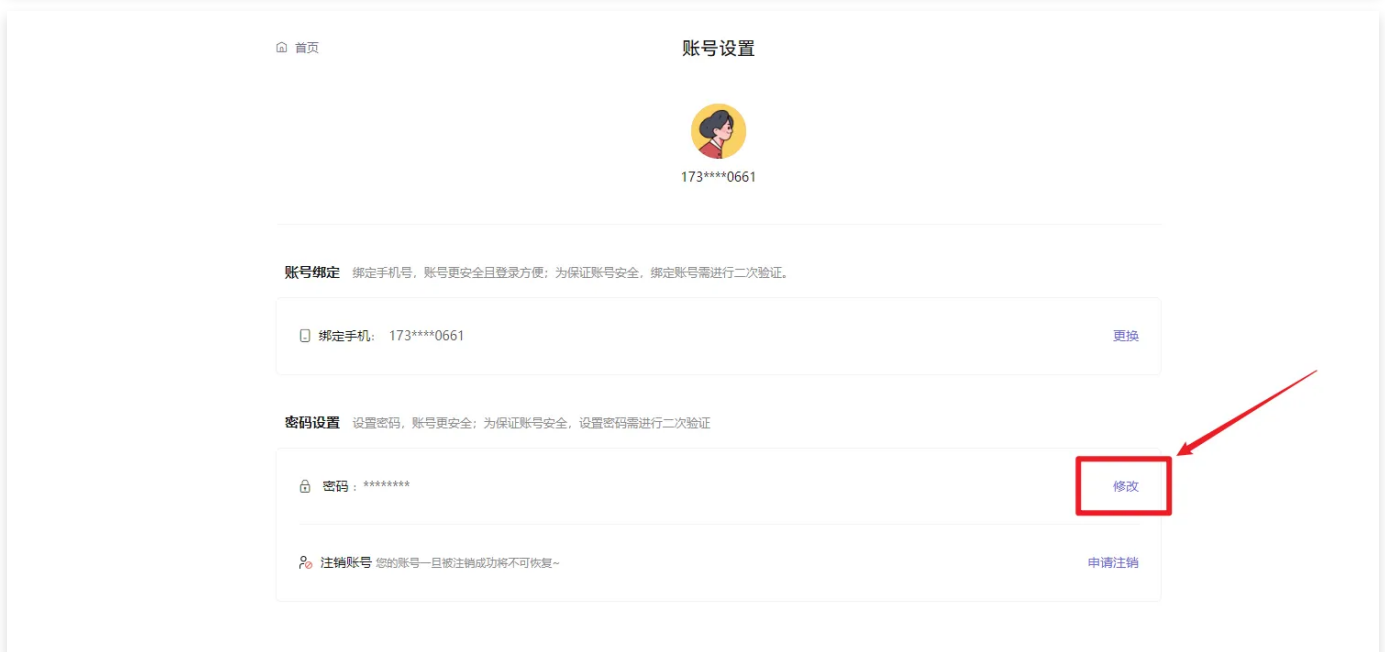 首页
账号设置
173****0661
账号绑定 绑定手机号，账号更安全且登录方便；为保证账号安全，绑定账号需进行二次验证。
绑定手机： 173****0661 更换
密码设置 设置密码，账号更安全；为保证账号安全，设置密码需进行二次验证
密码：******** 修改
注销账号 您的账号一旦被注销成功将不可恢复~ 申请注销